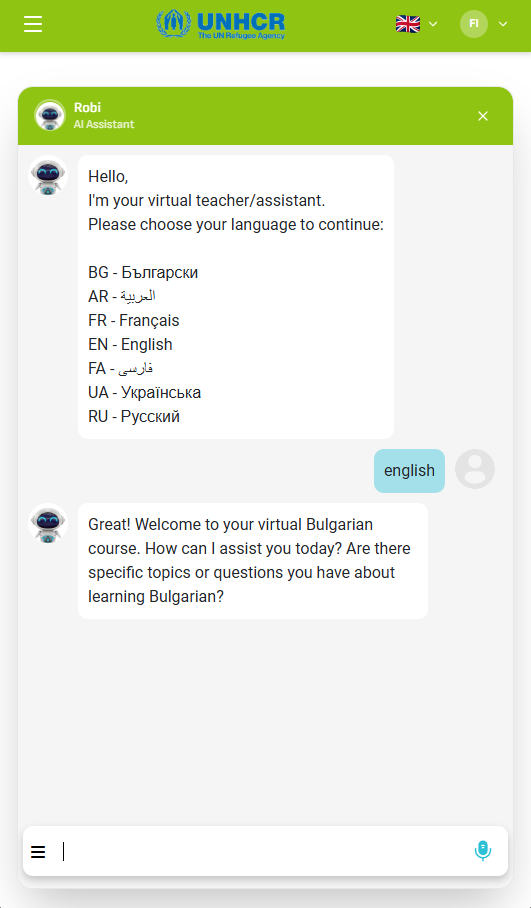 UNHCR
The UN Refugee Agency
FI
Robi
AI Assistant
Hello,
I'm your virtual teacher/assistant.
Please choose your language to continue:
BG - Български
AR - العربية
FR - Français
EN - English
FA - فارسی
UA - Українська
RU - Русский
english
Great! Welcome to your virtual Bulgarian
course. How can I assist you today? Are there
specific topics or questions you have about
learning Bulgarian?